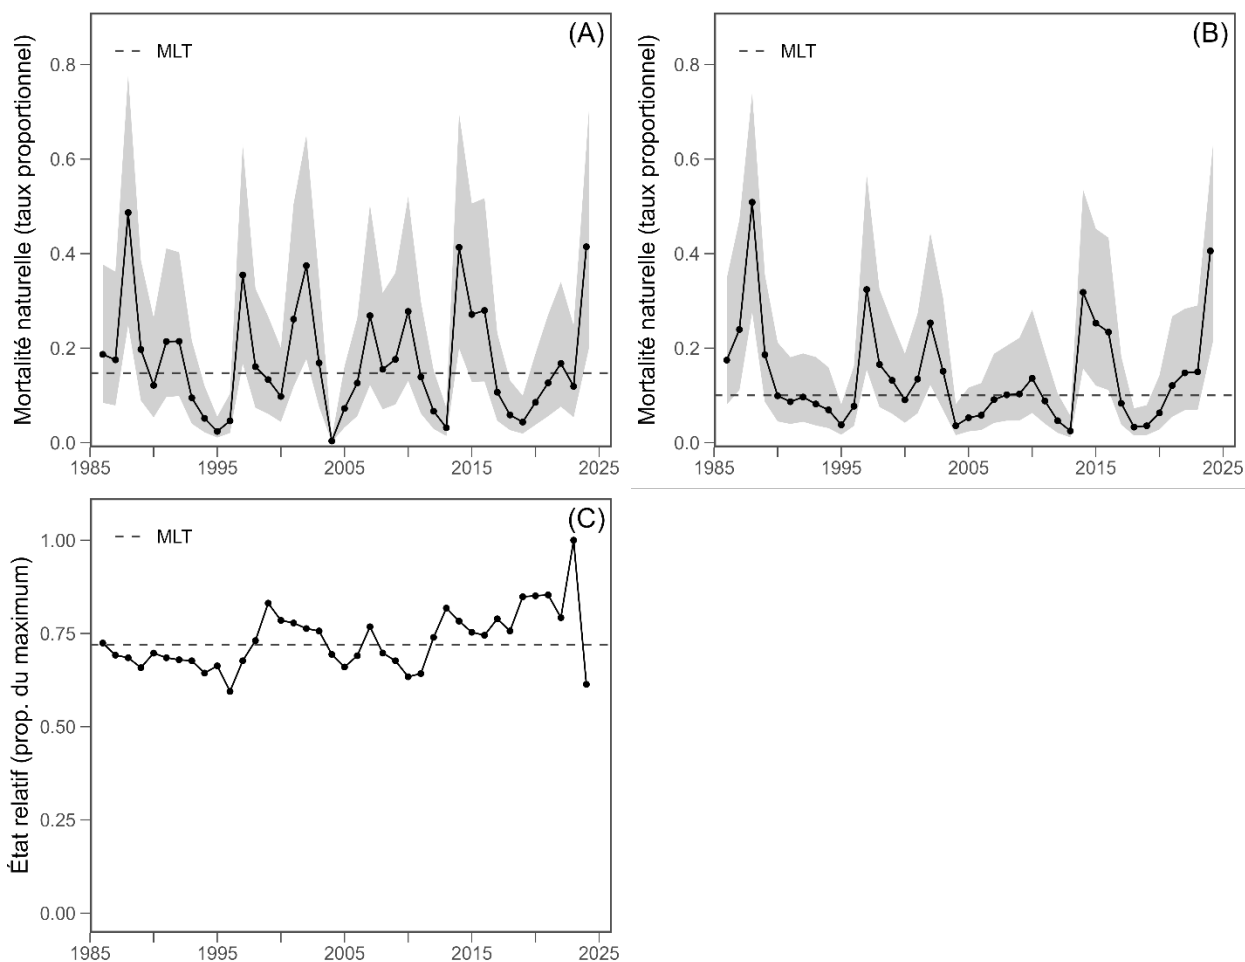 (A)
MLT
Mortalité naturelle (taux proportionnel)
0.8
0.6
0.4
0.2
0.0
1985 1995 2005 2015 2025
(B)
MLT
Mortalité naturelle (taux proportionnel)
0.8
0.6
0.4
0.2
0.0
1985 1995 2005 2015 2025
(C)
MLT
État relatif (prop. du maximum)
1.00
0.75
0.50
0.25
0.00
1985 1995 2005 2015 2025